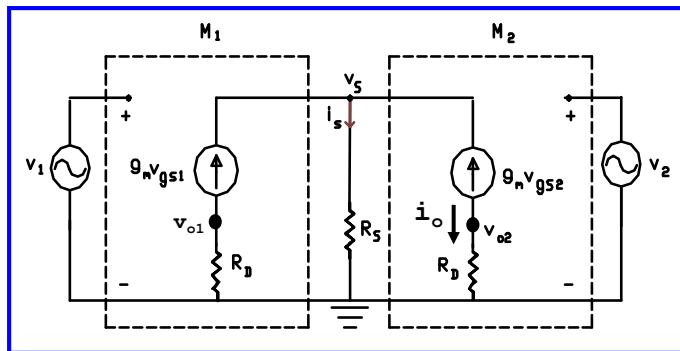 M1
M2
vS
+
is
+
v1
gmvgs1
gmvgs2
v2
vo1
RS
io
vo2
RD
RD
-
-